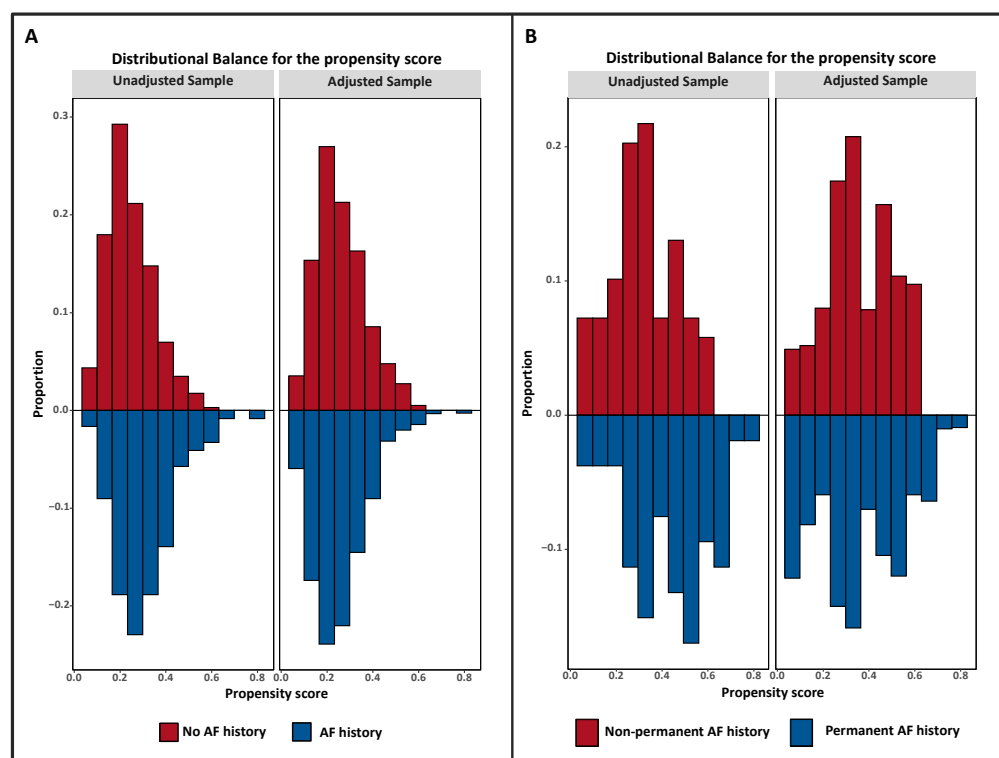 A
Distributional Balance for the propensity score
Unadjusted Sample
Adjusted Sample
0.3
0.2
0.1
0.0
−0.1
−0.2
Proportion
0.0
0.2
0.4
0.6
0.8
0.0
0.2
0.4
0.6
0.8
Propensity score
No AF history
AF history
B
Distributional Balance for the propensity score
Unadjusted Sample
Adjusted Sample
0.2
0.1
0.0
−0.1
Proportion
0.0
0.2
0.4
0.6
0.8
0.0
0.2
0.4
0.6
0.8
Propensity score
Non-permanent AF history
Permanent AF history